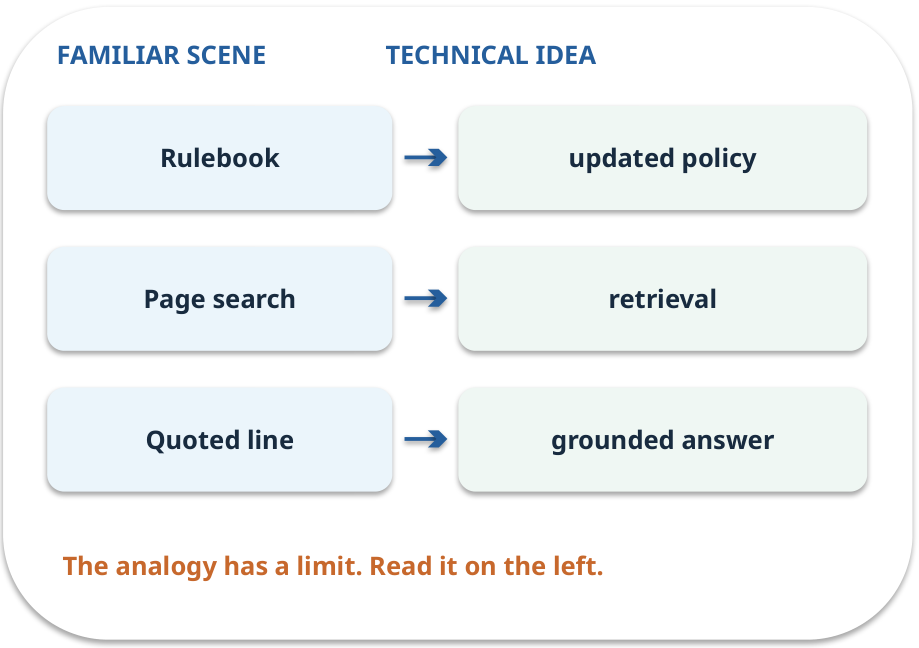 FAMILIAR SCENE TECHNICAL IDEA
Rulebook → updated policy
Page search → retrieval
Quoted line → grounded answer
The analogy has a limit. Read it on the left.